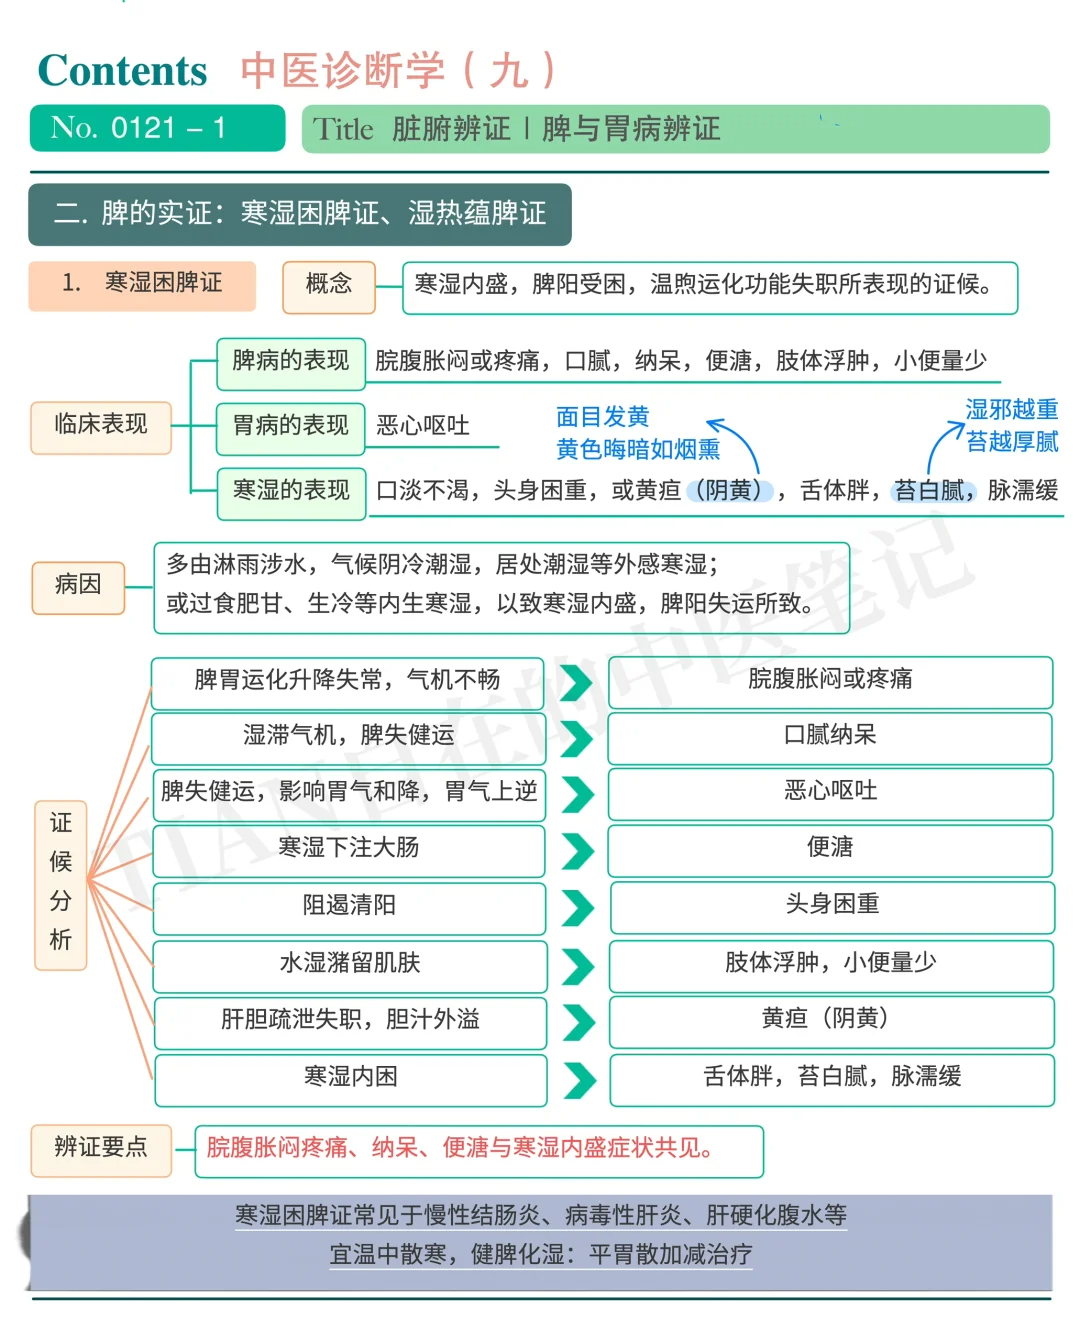 Contents 中医诊断学（九）
No. 0121 – 1
Title 脏腑辨证 | 脾与胃病辨证
二. 脾的实证：寒湿困脾证、湿热蕴脾证
1. 寒湿困脾证
概念
寒湿内盛，脾阳受困，温煦运化功能失职所表现的证候。
临床表现
脾病的表现
脘腹胀闷或疼痛，口腻，纳呆，便溏，肢体浮肿，小便量少
胃病的表现
恶心呕吐
面目发黄
黄色晦暗如烟熏
湿邪越重
苔越厚腻
寒湿的表现
口淡不渴，头身困重，或黄疸（阴黄），舌体胖，苔白腻，脉濡缓
病因
多由淋雨涉水，气候阴冷潮湿，居处潮湿等外感寒湿；
或过食肥甘、生冷等内生寒湿，以致寒湿内盛，脾阳失运所致。
证候分析
脾胃运化升降失常，气机不畅
脘腹胀闷或疼痛
湿滞气机，脾失健运
口腻纳呆
脾失健运，影响胃气和降，胃气上逆
恶心呕吐
寒湿下注大肠
便溏
阻遏清阳
头身困重
水湿潴留肌肤
肢体浮肿，小便量少
肝胆疏泄失职，胆汁外溢
黄疸（阴黄）
寒湿内困
舌体胖，苔白腻，脉濡缓
辨证要点
脘腹胀闷疼痛、纳呆、便溏与寒湿内盛症状共见。
寒湿困脾证常见于慢性结肠炎、病毒性肝炎、肝硬化腹水等
宜温中散寒，健脾化湿：平胃散加减治疗
TIAN自在的中医笔记